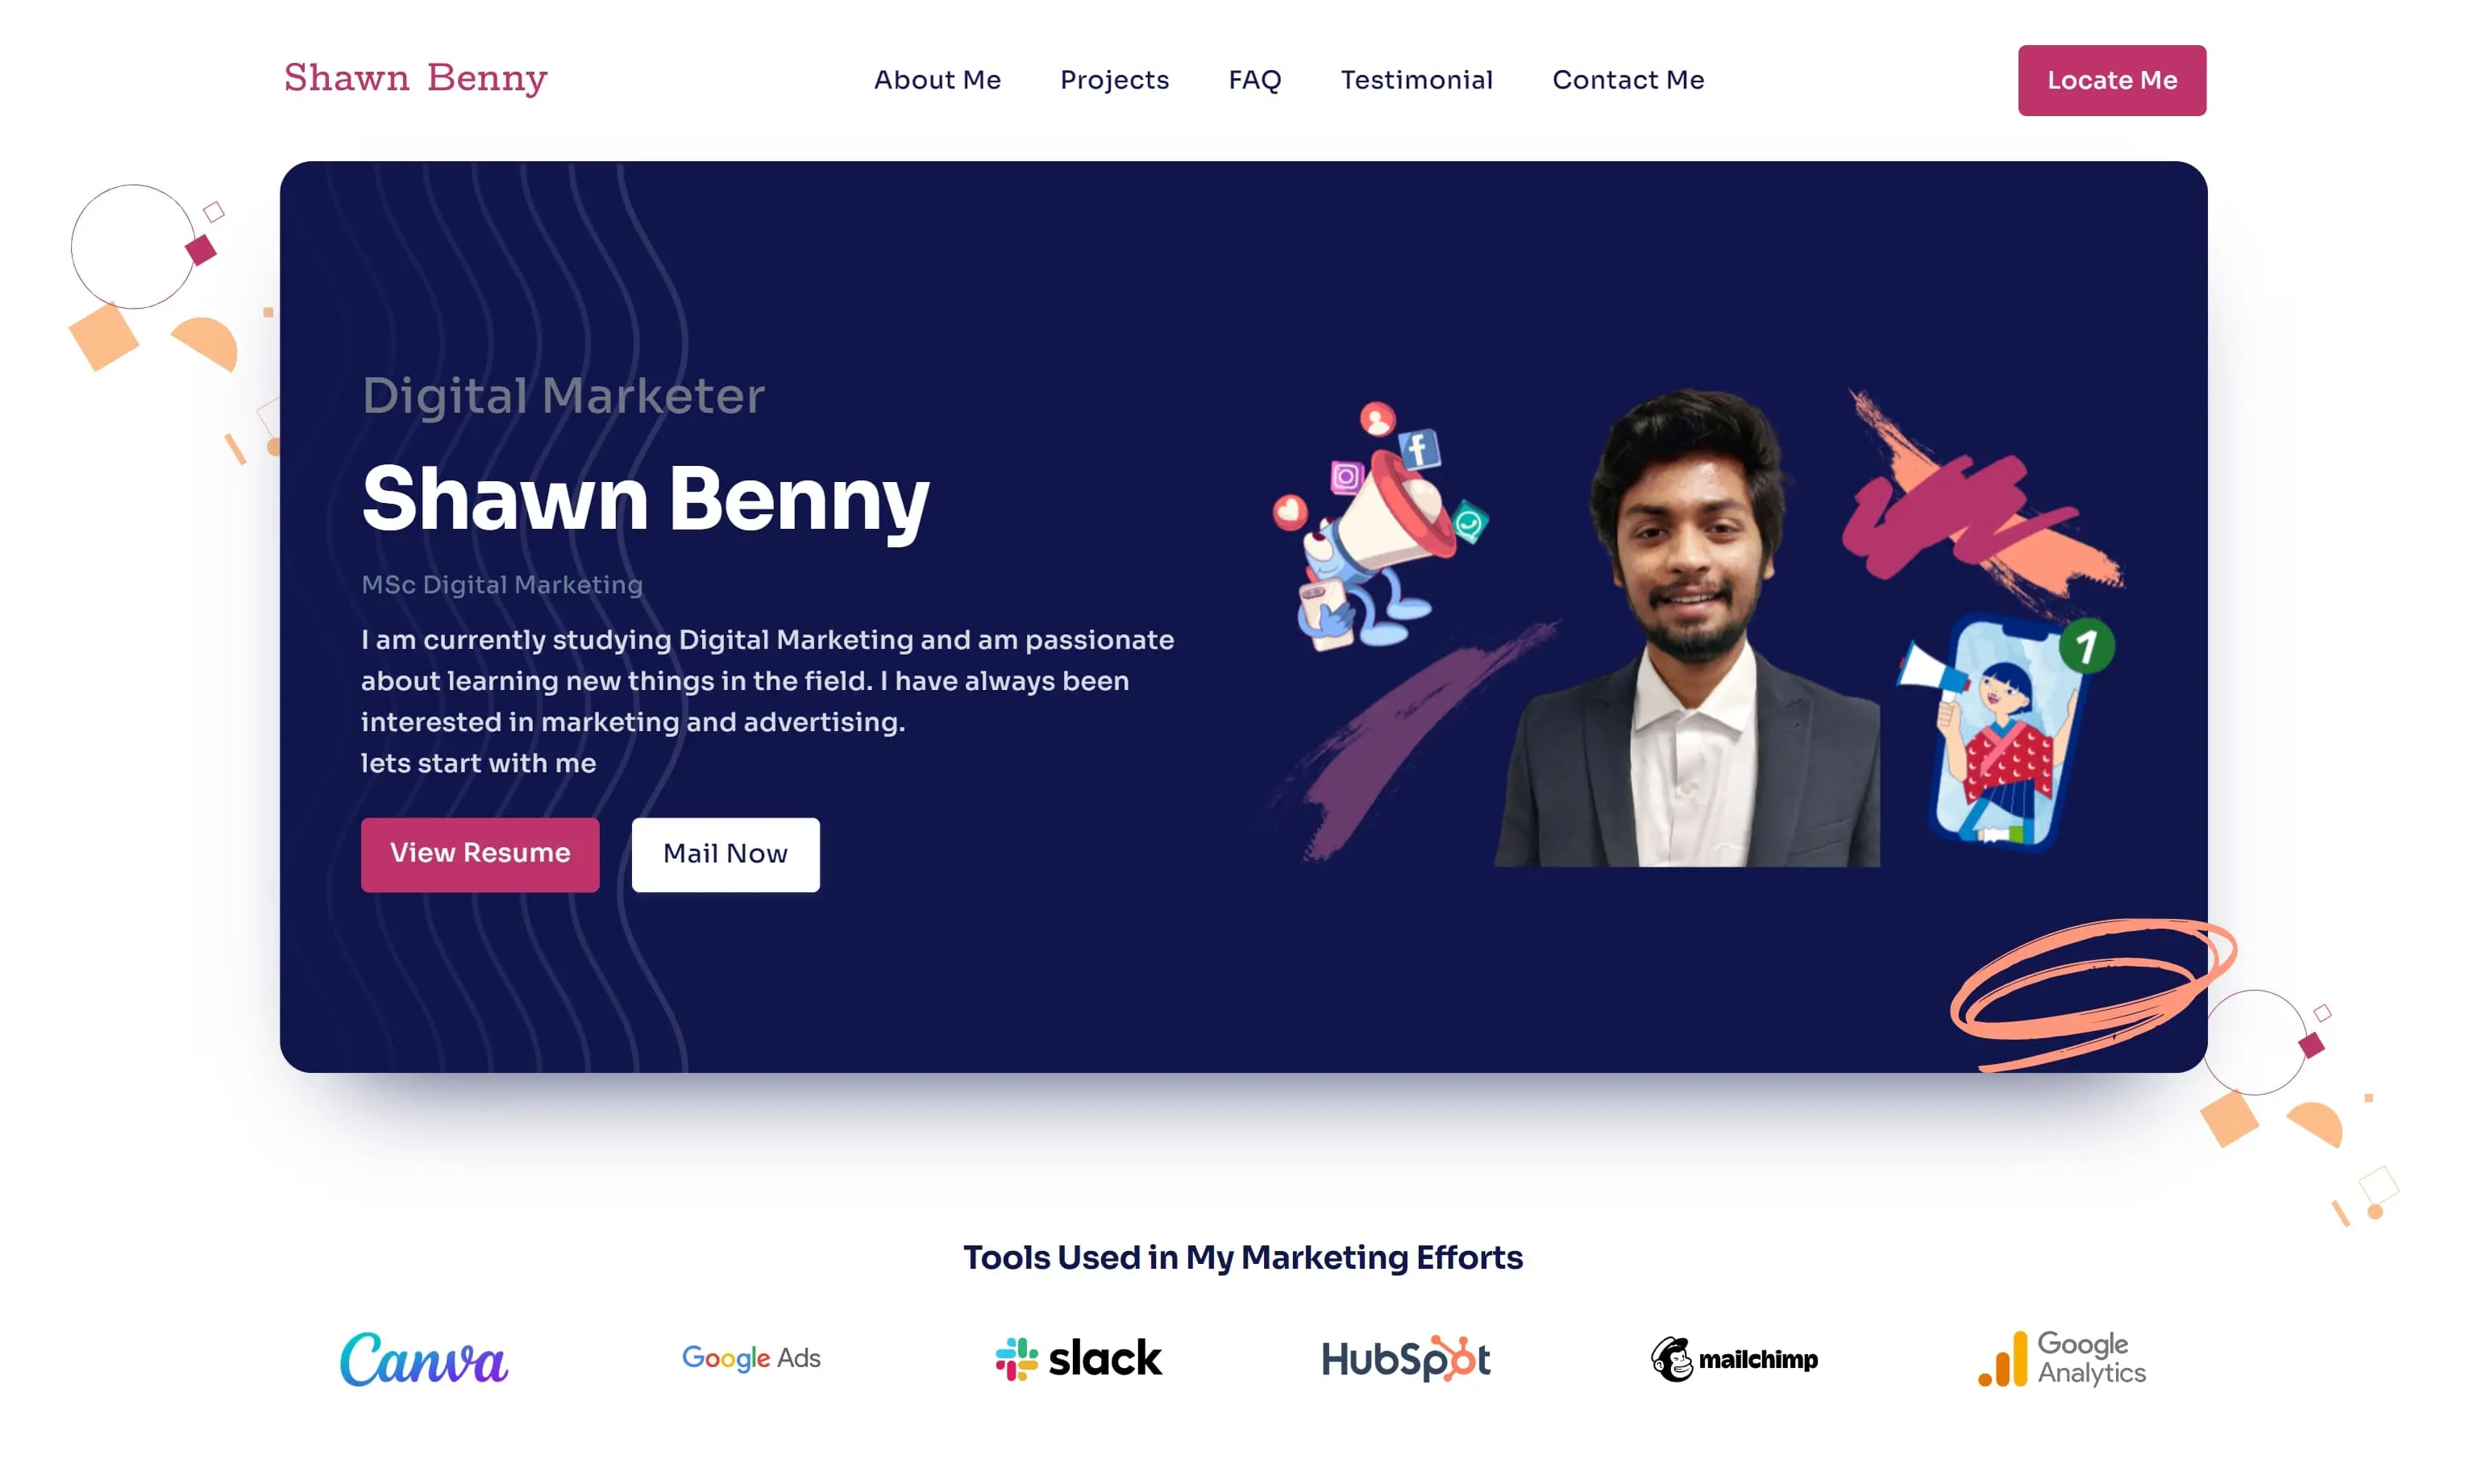 Shawn Benny
About Me Projects FAQ Testimonial Contact Me
Locate Me
Digital Marketer
Shawn Benny
MSc Digital Marketing
I am currently studying Digital Marketing and am passionate
about learning new things in the field. I have always been
interested in marketing and advertising.
lets start with me
View Resume
Mail Now
1
Tools Used in My Marketing Efforts
Canva
Google Ads
slack
HubSpot
mailchimp
Google
Analytics